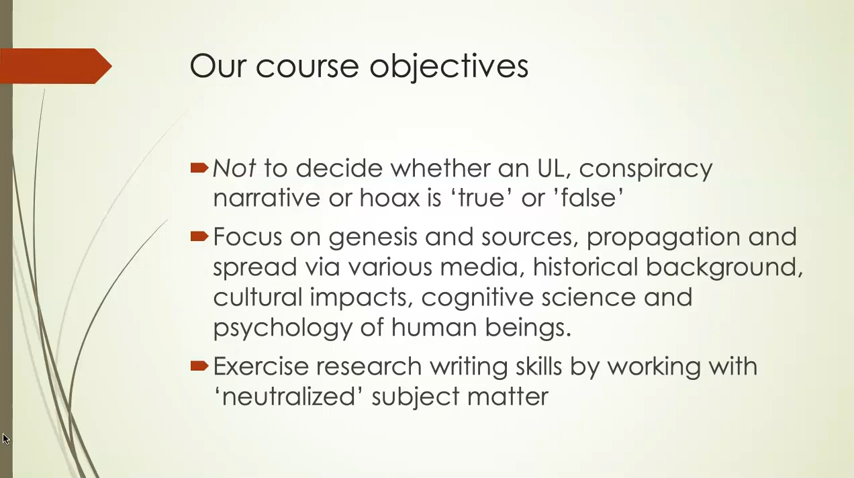 Our course objectives
Not to decide whether an UL, conspiracy
narrative or hoax is ‘true’ or ’false’
Focus on genesis and sources, propagation and
spread via various media, historical background,
cultural impacts, cognitive science and
psychology of human beings.
Exercise research writing skills by working with
‘neutralized’ subject matter